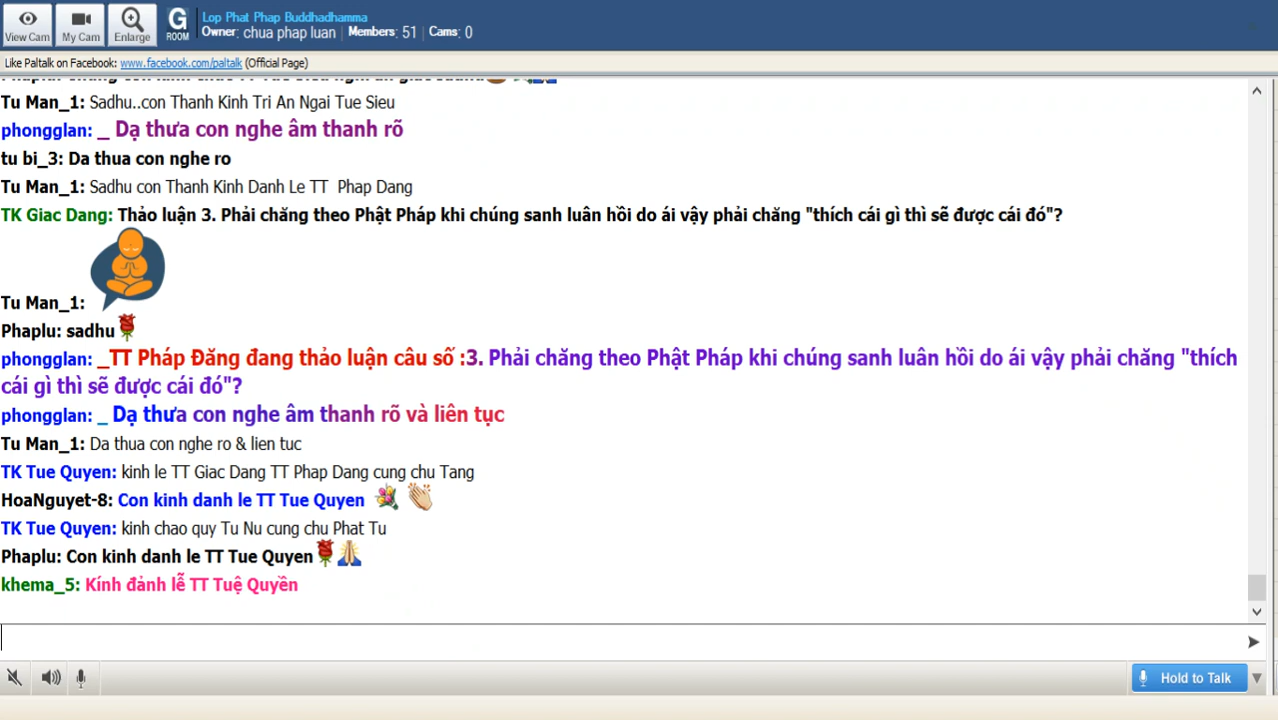 Lop Phat Phap Buddhadhamma
Owner: chua phap luan | Members: 51 | Cams: 0
View Cam
My Cam
Enlarge
G
ROOM
Like Paltalk on Facebook: www.facebook.com/paltalk (Official Page)
Tu Man_1: Sadhu..con Thanh Kinh Tri An Ngai Tue Sieu
phongglan: _ Dạ thưa con nghe âm thanh rõ
tu bi_3: Da thua con nghe ro
Tu Man_1: Sadhu con Thanh Kinh Danh Le TT Phap Dang
TK Giac Dang: Thảo luận 3. Phải chăng theo Phật Pháp khi chúng sanh luân hồi do ái vậy phải chăng "thích cái gì thì sẽ được cái đó"?
Tu Man_1:
Phaplu: sadhu
phongglan: _TT Pháp Đăng đang thảo luận câu số :3. Phải chăng theo Phật Pháp khi chúng sanh luân hồi do ái vậy phải chăng "thích
cái gì thì sẽ được cái đó"?
phongglan: _ Dạ thưa con nghe âm thanh rõ và liên tục
Tu Man_1: Da thua con nghe ro & lien tuc
TK Tue Quyen: kinh le TT Giac Dang TT Phap Dang cung chu Tang
HoaNguyet-8: Con kinh danh le TT Tue Quyen
TK Tue Quyen: kinh chao quy Tu Nu cung chu Phat Tu
Phaplu: Con kinh danh le TT Tue Quyen
khema_5: Kính đảnh lễ TT Tuệ Quyền
Hold to Talk